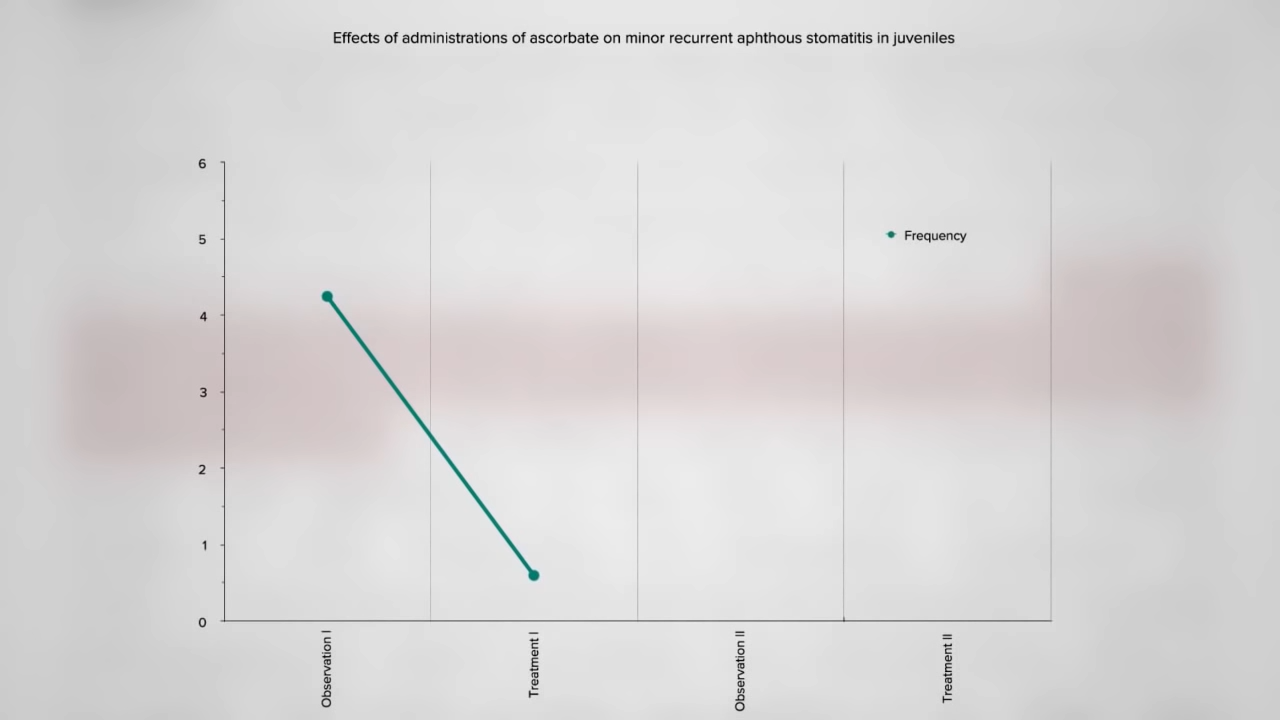 Effects of administrations of ascorbate on minor recurrent aphthous stomatitis in juveniles
6
5
Frequency
4
3
2
1
0
Observation I
Treatment I
Observation II
Treatment II